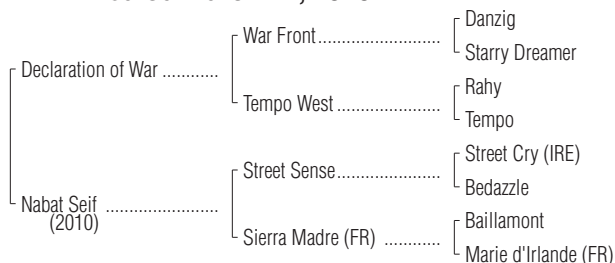 Danzig
War Front
Starry Dreamer
Declaration of War
Rahy
Tempo West
Tempo
Street Cry (IRE)
Street Sense
Bedazzle
Nabat Seif
(2010)
Baillamont
Sierra Madre (FR)
Marie d'Irlande (FR)